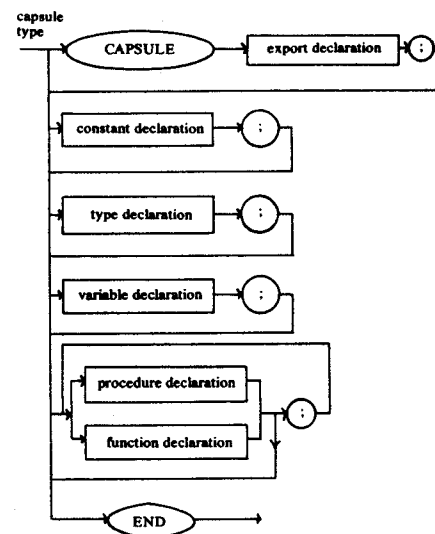 capsule
type
CAPSULE
export declaration
;
constant declaration
;
type declaration
;
variable declaration
;
procedure declaration
;
function declaration
END